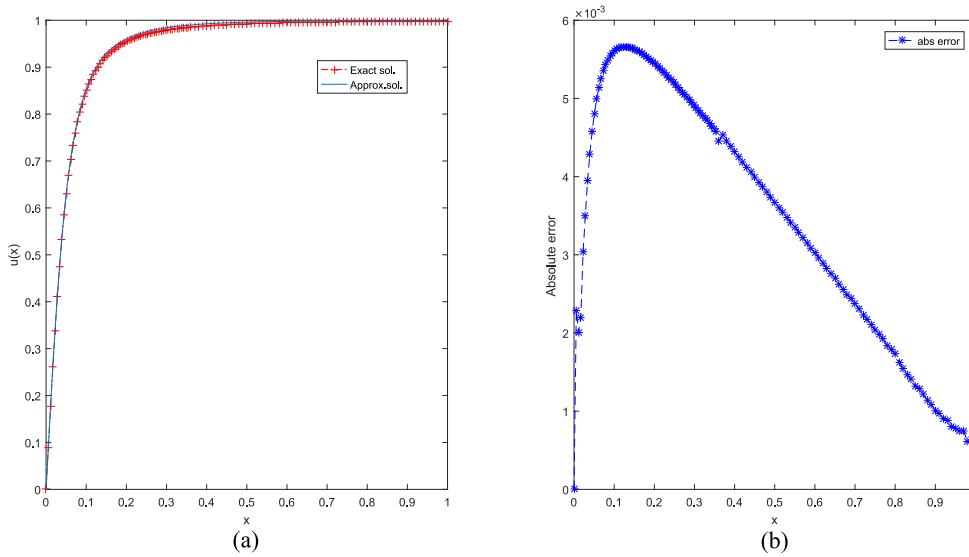 1
0.9
0.8
0.7
0.6
0.5
0.4
0.3
0.2
0.1
0
u(x)
Exact sol.
Approx.sol.
0 0.1 0.2 0.3 0.4 0.5 0.6 0.7 0.8 0.9 1
x
(a)
×10⁻³
6
5
4
3
2
1
0
Absolute error
abs error
0 0.1 0.2 0.3 0.4 0.5 0.6 0.7 0.8 0.9
x
(b)